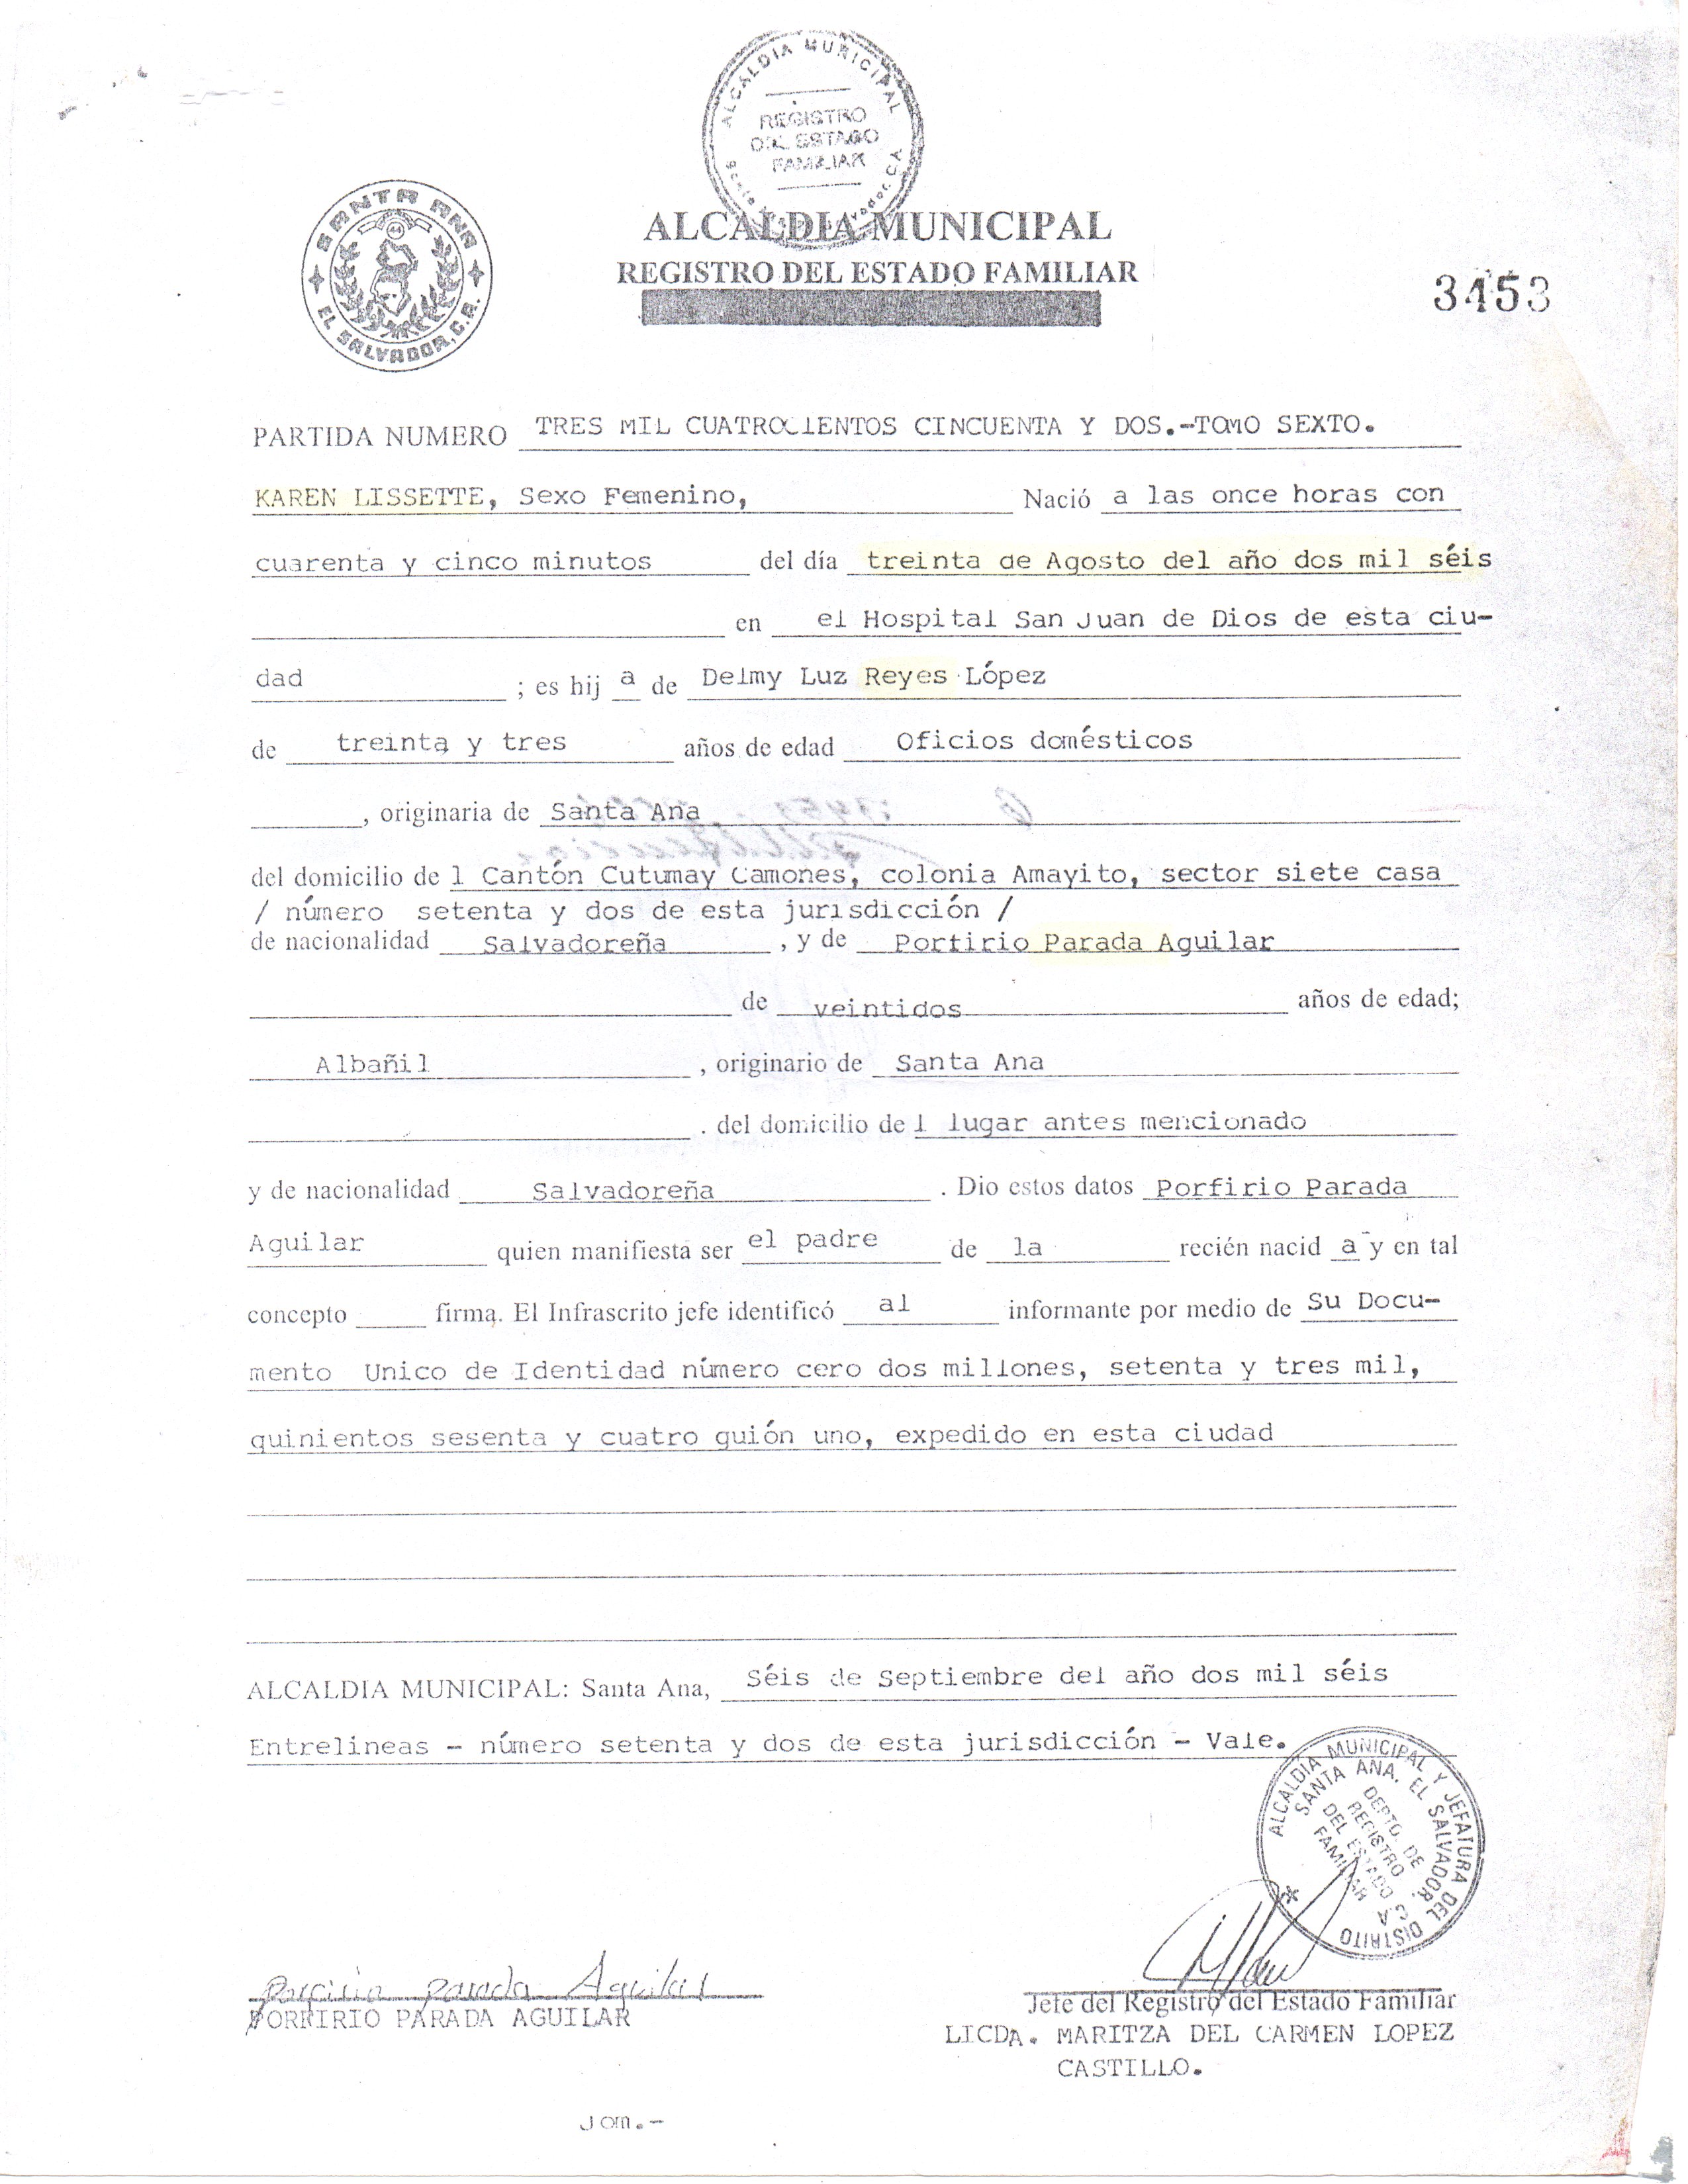 ALCALDIA MUNICIPAL
REGISTRO
DEL ESTADO
FAMILIAR
SANTA ANA
EL SALVADOR, C.A.
ALCALDIA MUNICIPAL
REGISTRO DEL ESTADO FAMILIAR
3453
PARTIDA NUMERO TRES MIL CUATROCIENTOS CINCUENTA Y DOS.-TOMO SEXTO.
KAREN LISSETTE, Sexo Femenino, Nació a las once horas con
cuarenta y cinco minutos del día treinta de Agosto del año dos mil séis
en el Hospital San Juan de Dios de esta ciu-
dad ; es hij a de Delmy Luz Reyes López
de treinta y tres años de edad Oficios domésticos
, originaria de Santa Ana
del domicilio de l Cantón Cutumay Camones, colonia Amayito, sector siete casa
/ número setenta y dos de esta jurisdicción /
de nacionalidad Salvadoreña , y de Porfirio Parada Aguilar
de veintidos años de edad;
Albañil , originario de Santa Ana
. del domicilio de l lugar antes mencionado
y de nacionalidad Salvadoreña . Dio estos datos Porfirio Parada
Aguilar quien manifiesta ser el padre de la recién nacid a y en tal
concepto firma. El Infrascrito jefe identificó al informante por medio de Su Docu-
mento Unico de Identidad número cero dos millones, setenta y tres mil,
quinientos sesenta y cuatro guión uno, expedido en esta ciudad
ALCALDIA MUNICIPAL: Santa Ana, Séis de Septiembre del año dos mil séis
Entrelineas - número setenta y dos de esta jurisdicción - Vale.
ALCALDIA MUNICIPAL Y JEFATURA DEL DISTRITO
SANTA ANA. EL SALVADOR, C.A
DEPTO. DE
REGISTRO
DEL ESTADO
FAMILIAR
Porfirio Parada Aguilar
PORFIRIO PARADA AGUILAR
Jefe del Registro del Estado Familiar
LICDA. MARITZA DEL CARMEN LOPEZ
CASTILLO.
Jom.-